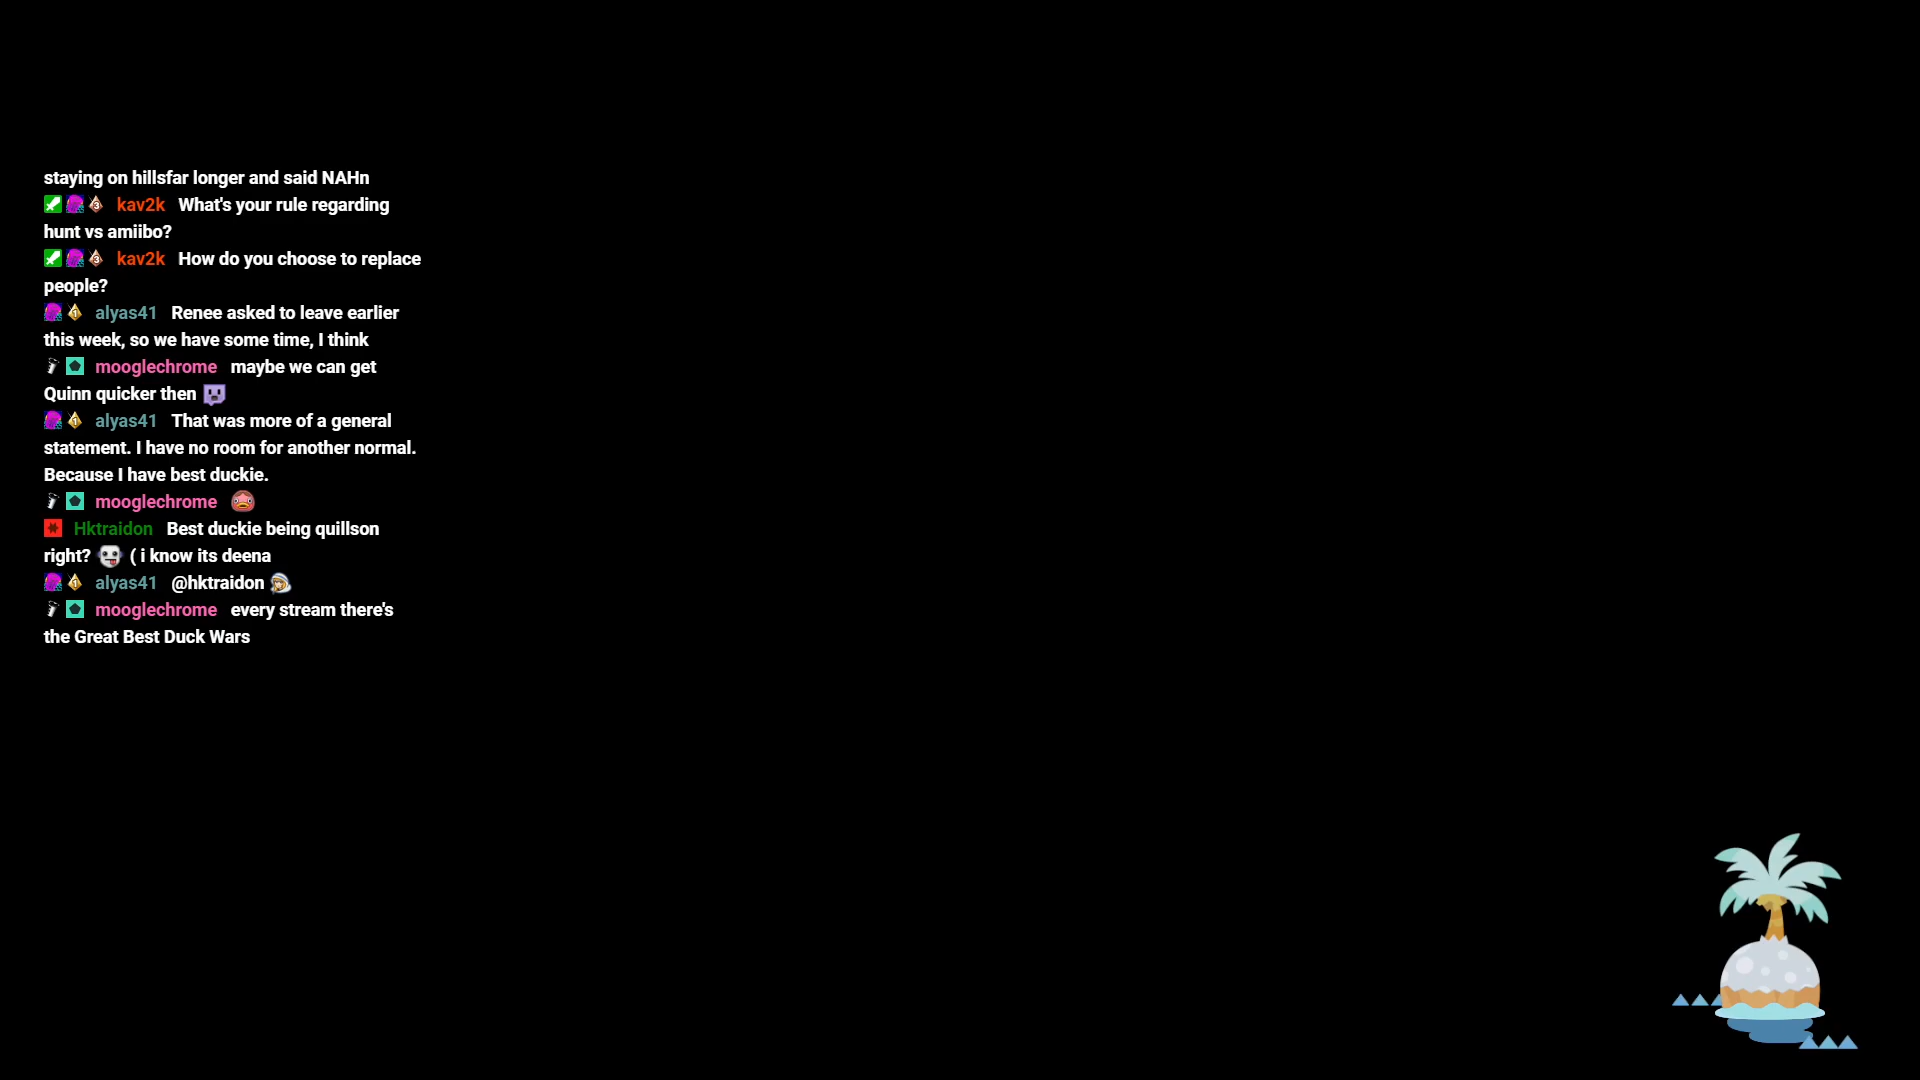 staying on hillsfar longer and said NAHn
kav2k What's your rule regarding
hunt vs amiibo?
kav2k How do you choose to replace
people?
alyas41 Renee asked to leave earlier
this week, so we have some time, I think
mooglechrome maybe we can get
Quinn quicker then
alyas41 That was more of a general
statement. I have no room for another normal.
Because I have best duckie.
mooglechrome
Hktraidon Best duckie being quillson
right? ( i know its deena
alyas41 @hktraidon
mooglechrome every stream there's
the Great Best Duck Wars